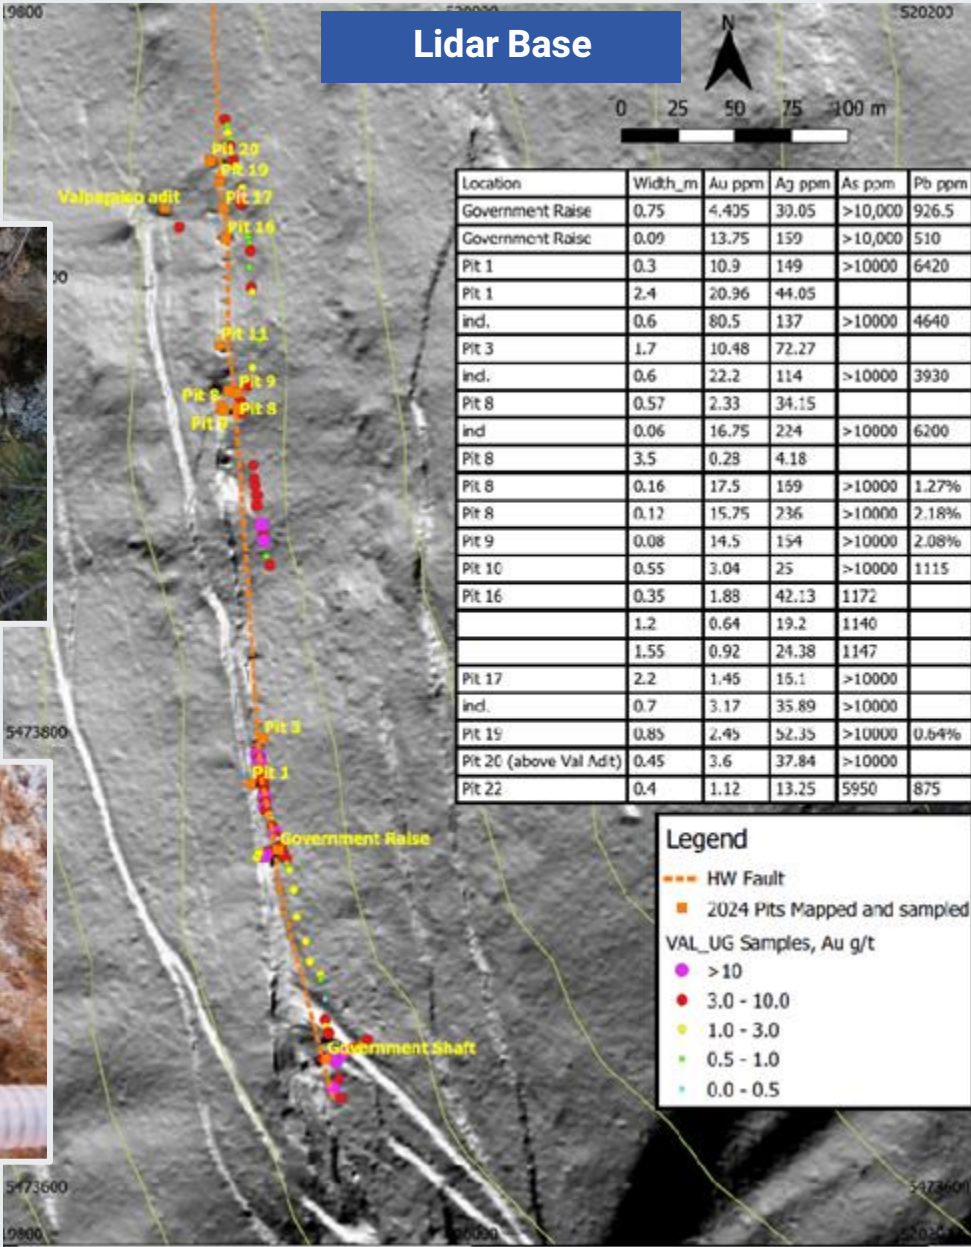 19800
520000
520200
Lidar Base
N
0 25 50 75 100 m
Pit 20
Pit 19
Valpagaloo adit
Pit 17
Pit 16
Pit 11
Pit 9
Pit 8
Pit 8
Pit
5473800
Pit 3
Pit 1
Government Raise
Government Shaft
5473600
5473600
Location Width_m Au ppm Ag ppm As ppm Pb ppm
Government Raise 0.75 4.405 30.05 >10,000 926.5
Government Raise 0.09 13.75 159 >10,000 510
Pit 1 0.3 10.9 149 >10000 6420
Pit 1 2.4 20.96 44.05
incl. 0.6 80.5 137 >10000 4640
Pit 3 1.7 10.48 72.27
incl. 0.6 22.2 114 >10000 3930
Pit 8 0.57 2.33 34.15
incl 0.06 16.75 224 >10000 6200
Pit 8 3.5 0.28 4.18
Pit 8 0.16 17.5 169 >10000 1.27%
Pit 8 0.12 15.75 236 >10000 2.18%
Pit 9 0.08 14.5 154 >10000 2.08%
Pit 10 0.55 3.04 25 >10000 1115
Pit 16 0.35 1.88 42.13 1172
1.2 0.64 19.2 1140
1.55 0.92 24.38 1147
Pit 17 2.2 1.45 16.1 >10000
incl. 0.7 3.17 35.89 >10000
Pit 19 0.85 2.45 52.35 >10000 0.64%
Pit 20 (above Val Adit) 0.45 3.6 37.84 >10000
Pit 22 0.4 1.12 13.25 5950 875
Legend
HW Fault
2024 Pits Mapped and sampled
VAL_UG Samples, Au g/t
>10
3.0 - 10.0
1.0 - 3.0
0.5 - 1.0
0.0 - 0.5